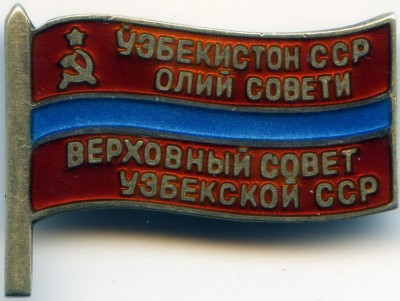 ЎЗБЕКИСТОН ССР
ОЛИЙ СОВЕТИ
ВЕРХОВНЫЙ СОВЕТ
УЗБЕКСКОЙ ССР